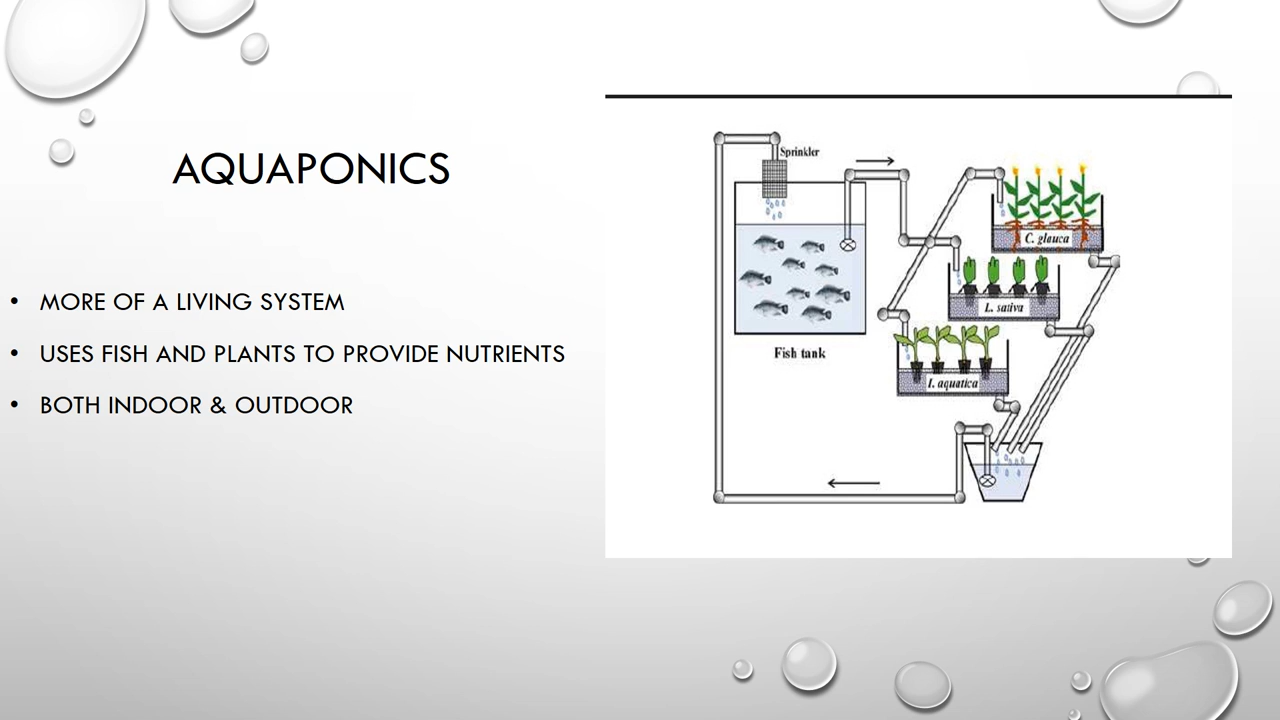 AQUAPONICS
• MORE OF A LIVING SYSTEM
• USES FISH AND PLANTS TO PROVIDE NUTRIENTS
• BOTH INDOOR & OUTDOOR
Sprinkler
C. glauca
L. sativa
Fish tank
I. aquatica